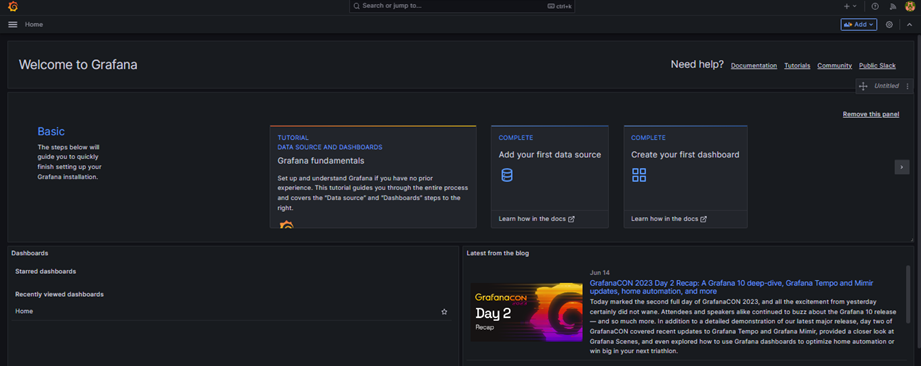 Search or jump to...
ctrl+k
Home
Add
Welcome to Grafana
Need help?
Documentation
Tutorials
Community
Public Slack
Untitled
Remove this panel
Basic
The steps below will
guide you to quickly
finish setting up your
Grafana installation.
TUTORIAL
DATA SOURCE AND DASHBOARDS
Grafana fundamentals
Set up and understand Grafana if you have no prior
experience. This tutorial guides you through the entire process
and covers the "Data source" and "Dashboards" steps to the
right.
COMPLETE
Add your first data source
Learn how in the docs
COMPLETE
Create your first dashboard
Learn how in the docs
Dashboards
Starred dashboards
Recently viewed dashboards
Home
Latest from the blog
GrafanaCON
Day 2
Recap
Jun 14
GrafanaCON 2023 Day 2 Recap: A Grafana 10 deep-dive, Grafana Tempo and Mimir
updates, home automation, and more
Today marked the second full day of GrafanaCON 2023, and all the excitement from yesterday
certainly did not wane. Attendees and speakers alike continued to buzz about the Grafana 10 release
— and so much more. In addition to a detailed demonstration of our latest major release, day two of
GrafanaCON covered recent updates to Grafana Tempo and Grafana Mimir, provided a closer look at
Grafana Scenes, and even explored how to use Grafana dashboards to optimize home automation or
win big in your next triathlon.